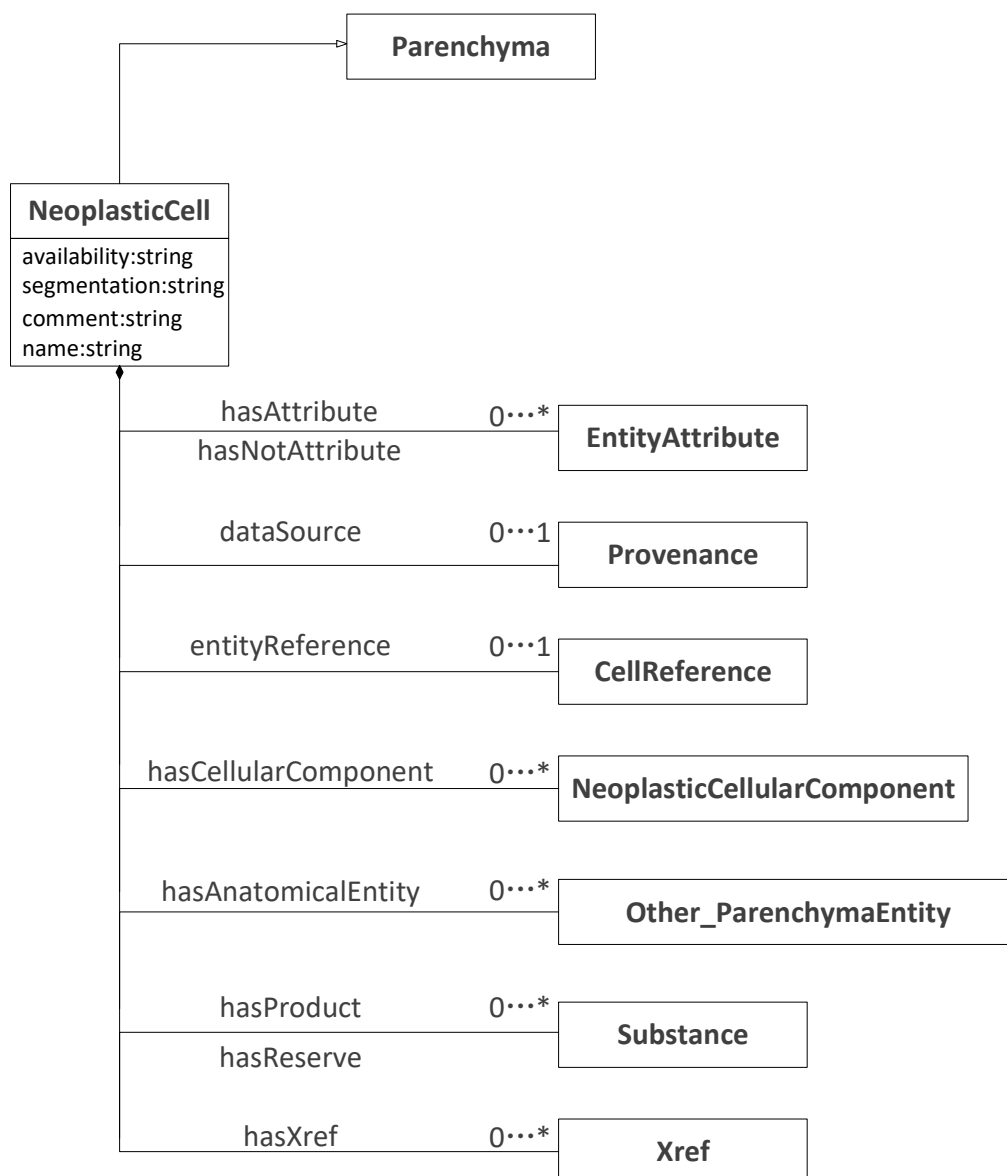 Parenchyma
NeoplasticCell
availability:string
segmentation:string
comment:string
name:string
hasAttribute 0···*
EntityAttribute
hasNotAttribute
dataSource 0···1
Provenance
entityReference 0···1
CellReference
hasCellularComponent 0···*
NeoplasticCellularComponent
hasAnatomicalEntity 0···*
Other_ParenchymaEntity
hasProduct 0···*
Substance
hasReserve
hasXref 0···*
Xref